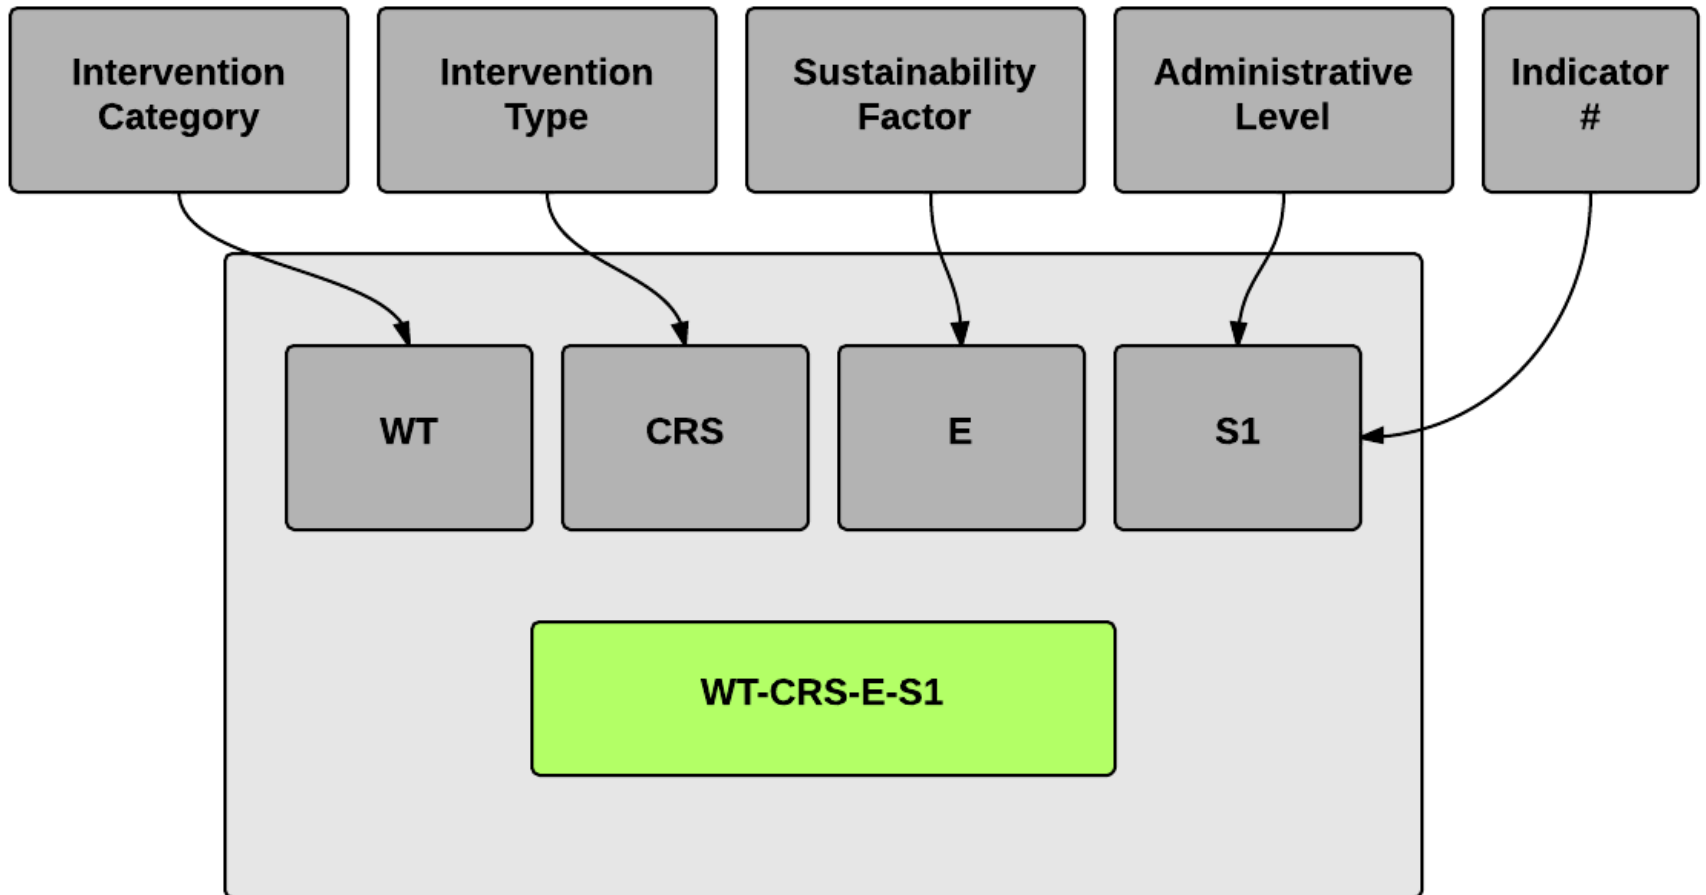 Intervention
Category
Intervention
Type
Sustainability
Factor
Administrative
Level
Indicator
#
WT
CRS
E
S1
WT-CRS-E-S1